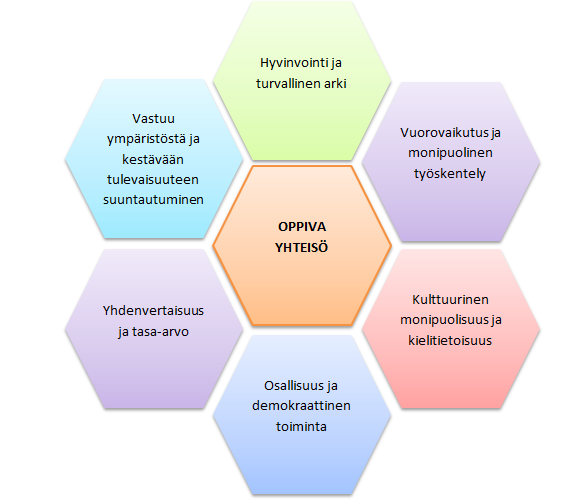 Hyvinvointi ja
turvallinen arki
Vastuu
ympäristöstä ja
kestävään
tulevaisuuteen
suuntautuminen
Vuorovaikutus ja
monipuolinen
työskentely
OPPIVA
YHTEISÖ
Yhdenvertaisuus
ja tasa-arvo
Kulttuurinen
monipuolisuus ja
kielitietoisuus
Osallisuus ja
demokraattinen
toiminta